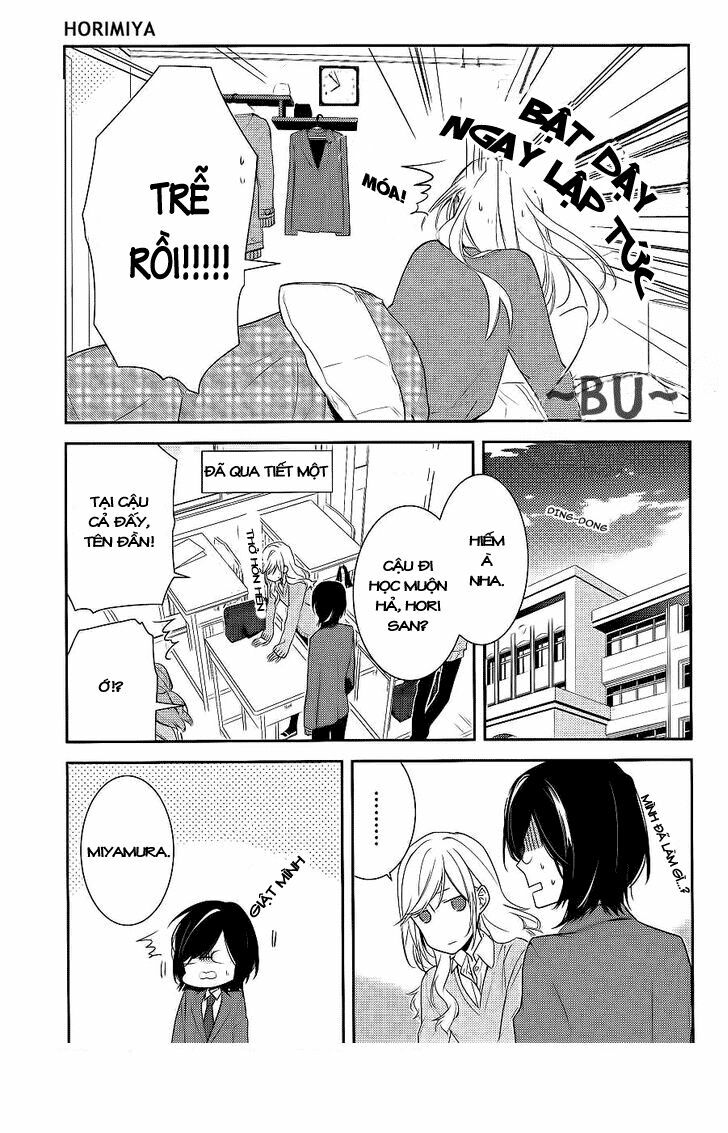 HORIMIYA
BẬT DẬY
NGAY LẬP TỨC
MÓA!
TRỄ
RỒI!!!!!
~BU~
DING-DONG
HIẾM
À
NHA.
CẬU ĐI
HỌC MUỘN
HẢ, HORI
SAN?
ĐÃ QUA TIẾT MỘT
THỞ HỔN HỂN
TẠI CẬU
CẢ ĐẤY,
TÊN ĐẦN!
Ớ!?
MÌNH ĐÃ LÀM GÌ...?
.........
MIYAMURA.
GIẬT MÌNH